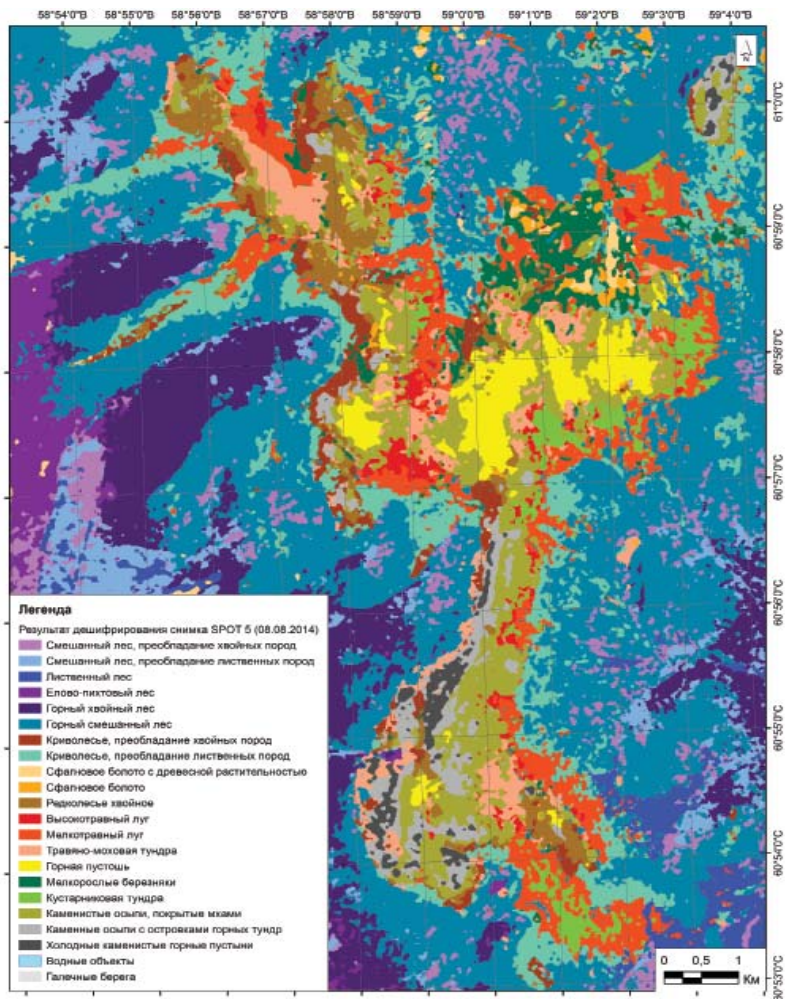 58°54'0"В 58°55'0"В 58°56'0"В 58°57'0"В 58°58'0"В 58°59'0"В 59°0'0"В 59°1'0"В 59°2'0"В 59°3'0"В 59°4'0"В
N
61°0'0"С
60°59'0"С
60°58'0"С
60°57'0"С
60°56'0"С
60°55'0"С
60°54'0"С
60°53'0"С
Легенда
Результат дешифрирования снимка SPOT 5 (08.08.2014)
Смешанный лес, преобладание хвойных пород
Смешанный лес, преобладание лиственных пород
Лиственный лес
Елово-пихтовый лес
Горный хвойный лес
Горный смешанный лес
Криволесье, преобладание хвойных пород
Криволесье, преобладание лиственных пород
Сфагновое болото с древесной растительностью
Сфагновое болото
Редколесье хвойное
Высокотравный луг
Мелкотравный луг
Травяно-моховая тундра
Горная пустошь
Мелкорослые березняки
Кустарниковая тундра
Каменистые осыпи, покрытые мхами
Каменные осыпи с островками горных тундр
Холодные каменистые горные пустыни
Водные объекты
Галечные берега
0 0,5 1
Км